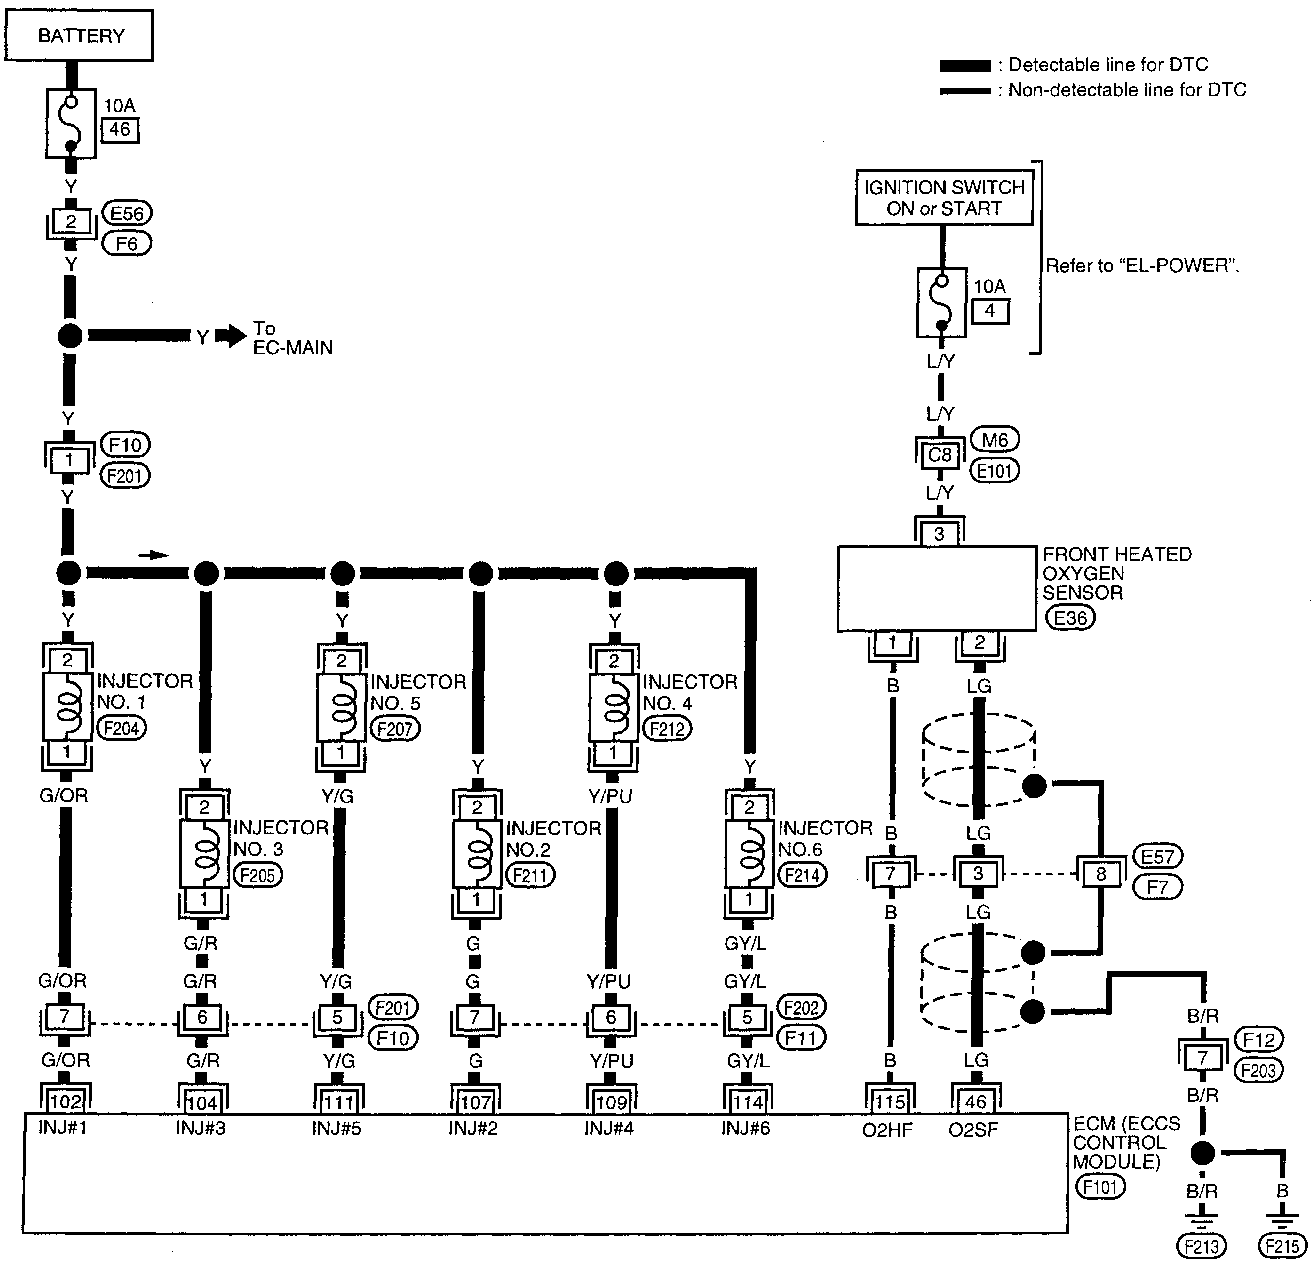 BATTERY
10A
46
Y
2
E56
F6
Y
Y
To
EC-MAIN
Y
1
F10
F201
Y
: Detectable line for DTC
: Non-detectable line for DTC
IGNITION SWITCH
ON or START
Refer to "EL-POWER".
10A
4
L/Y
L/Y
C8
M6
E101
L/Y
3
FRONT HEATED
OXYGEN
SENSOR
E36
1
2
B
LG
Y
Y
Y
2
2
2
INJECTOR
NO. 1
F204
INJECTOR
NO. 5
F207
INJECTOR
NO. 4
F212
1
1
1
G/OR
Y/G
Y/PU
Y
Y
Y
2
2
2
INJECTOR
NO. 3
F205
INJECTOR
NO.2
F211
INJECTOR
NO.6
F214
1
1
1
B
LG
7
3
8
E57
F7
B
LG
G/R
G
GY/L
G/OR
G/R
Y/G
G
Y/PU
GY/L
7
6
5
F201
F10
7
6
5
F202
F11
G/OR
G/R
Y/G
G
Y/PU
GY/L
B
LG
B/R
7
F12
F203
B/R
102
104
111
107
109
114
115
46
INJ#1
INJ#3
INJ#5
INJ#2
INJ#4
INJ#6
O2HF
O2SF
ECM (ECCS
CONTROL
MODULE)
F101
B/R
B
F213
F215